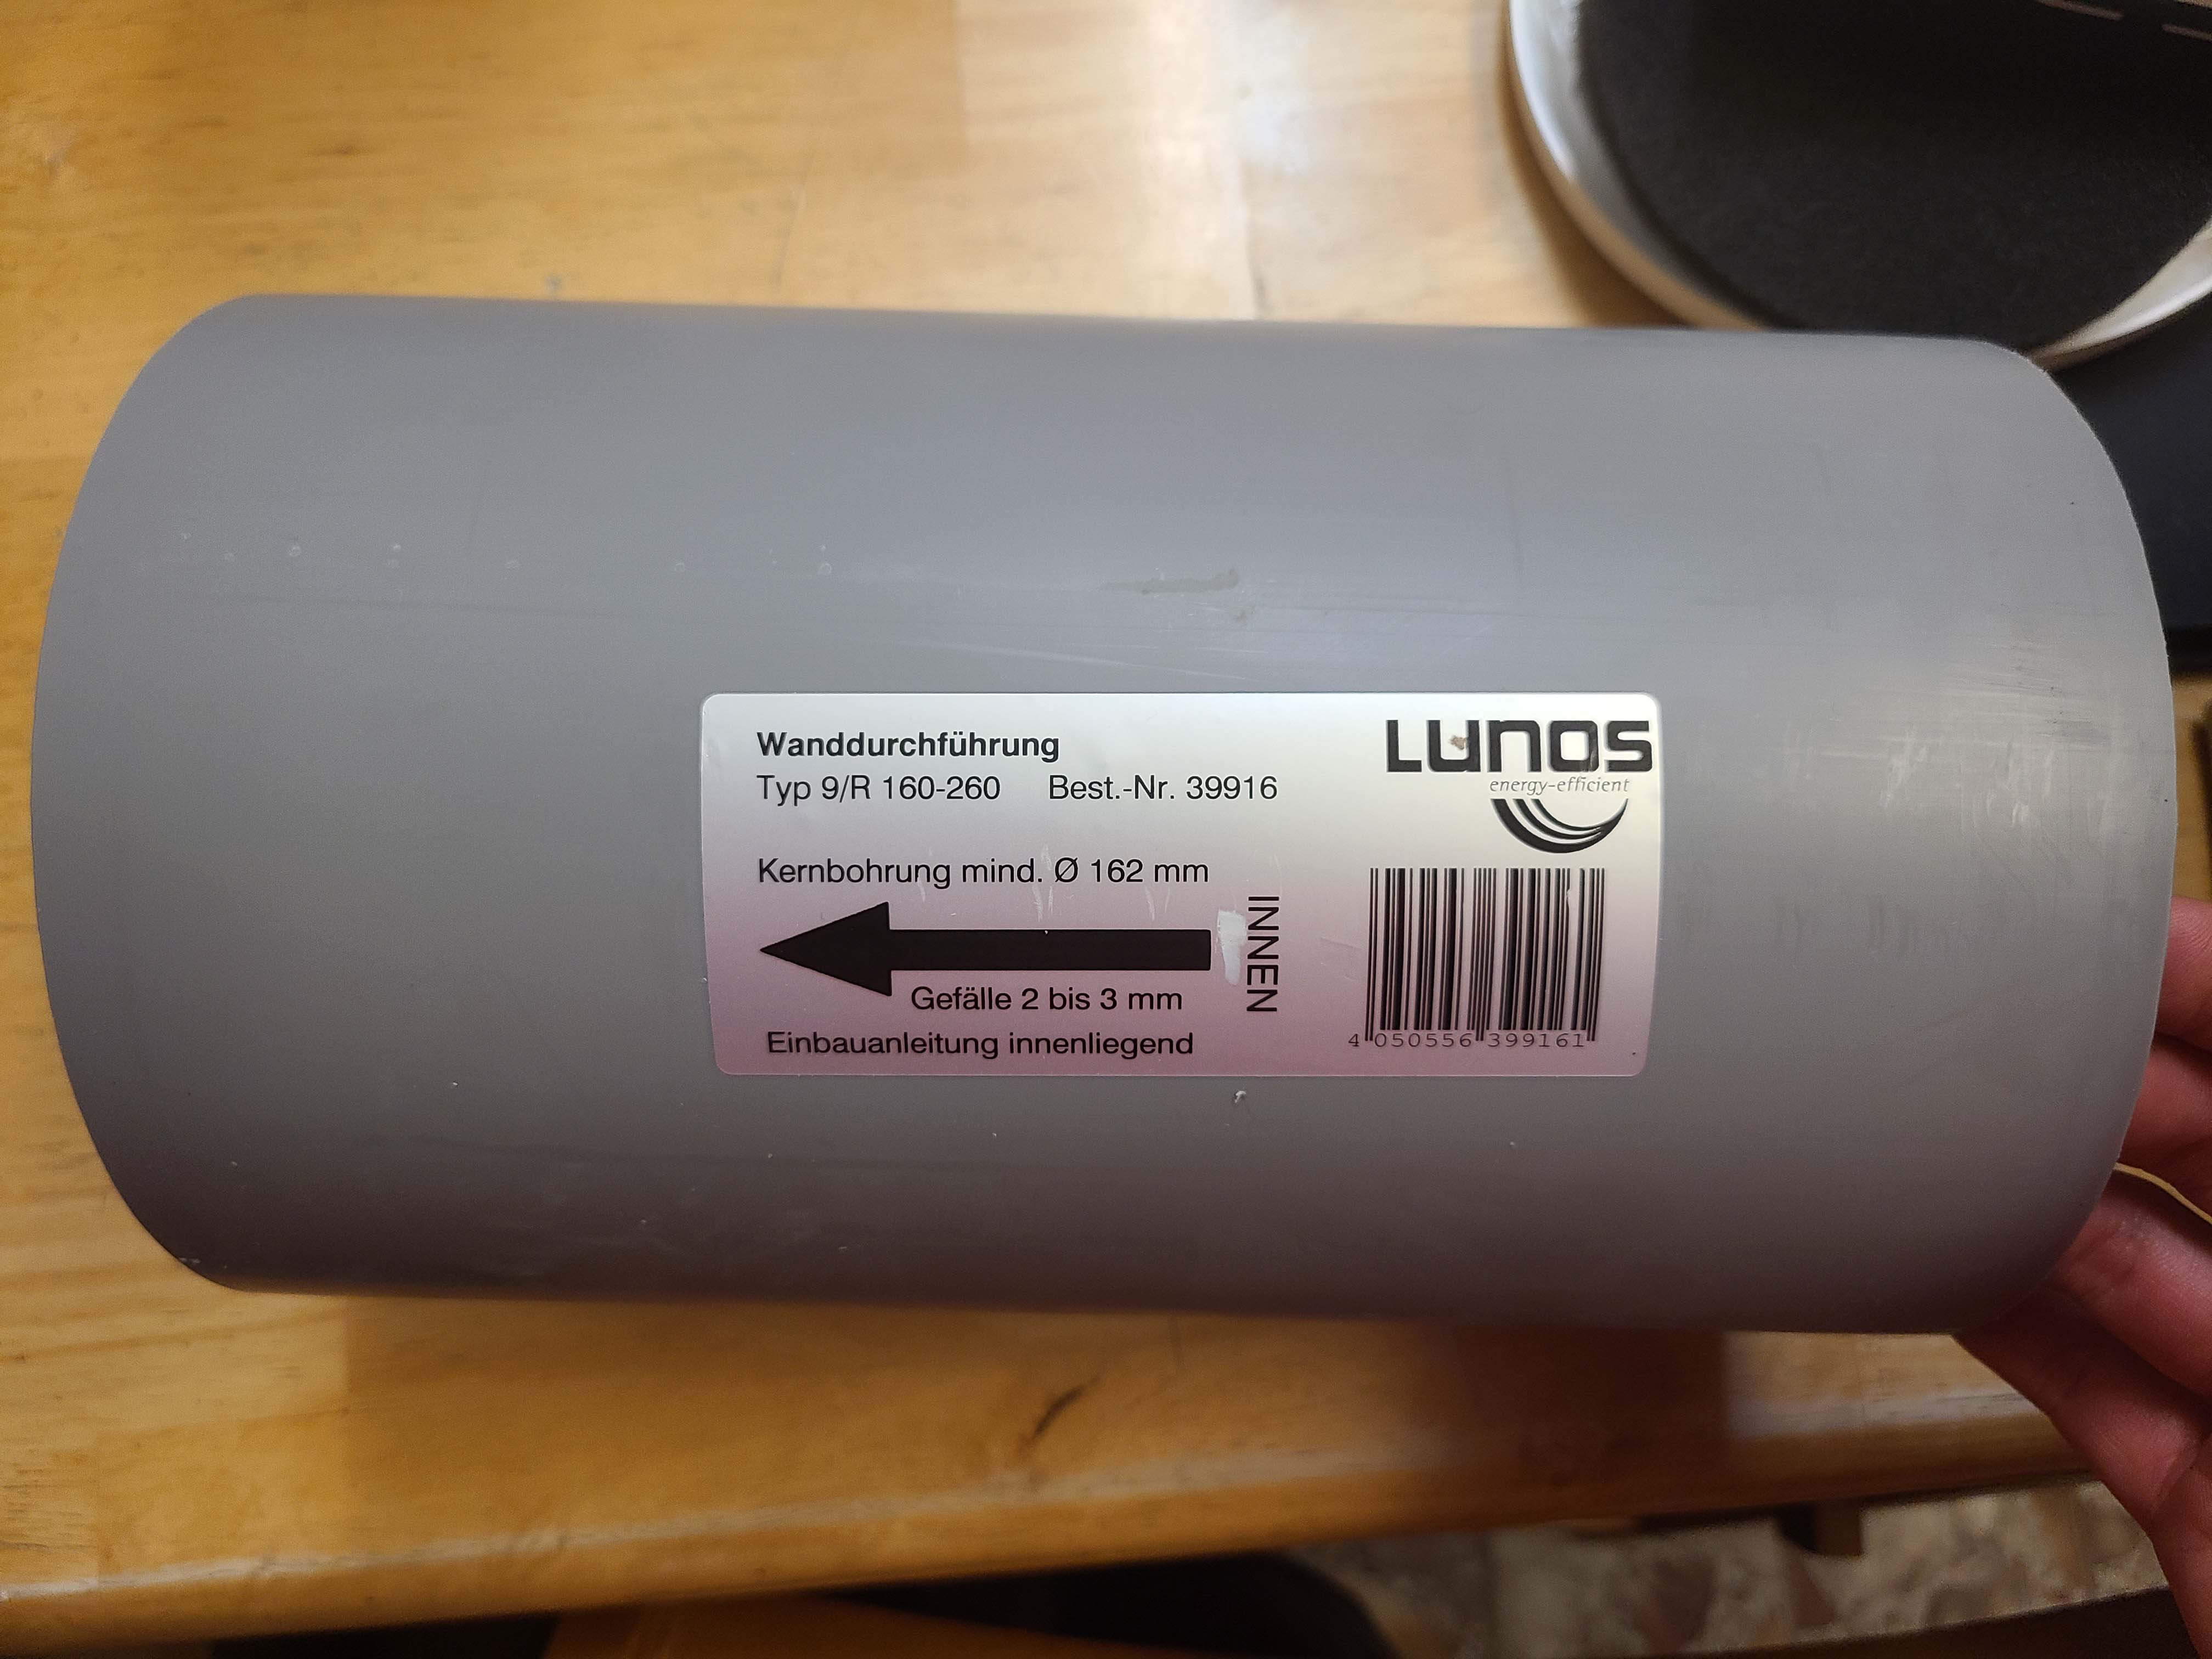 Wanddurchführung
Typ 9/R 160-260 Best.-Nr. 39916
LUNOS
energy-efficient
Kernbohrung mind. Ø 162 mm
INNEN
Gefälle 2 bis 3 mm
Einbauanleitung innenliegend
4 050556 399161